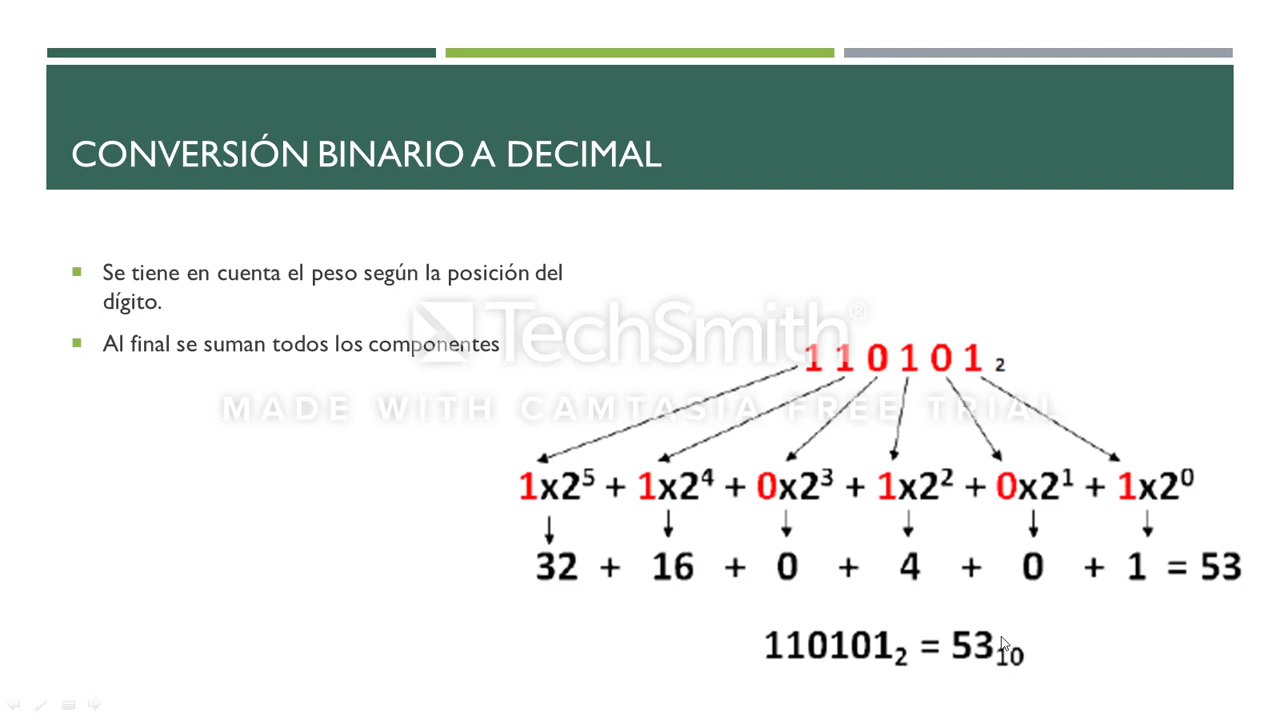 CONVERSIÓN BINARIO A DECIMAL
Se tiene en cuenta el peso según la posición del
dígito.
Al final se suman todos los componentes
TechSmith®
MADE WITH CAMTASIA FREE TRIAL
1 1 0 1 0 1 ₂
1x2⁵ + 1x2⁴ + 0x2³ + 1x2² + 0x2¹ + 1x2⁰
32 + 16 + 0 + 4 + 0 + 1 = 53
110101₂ = 53₁₀